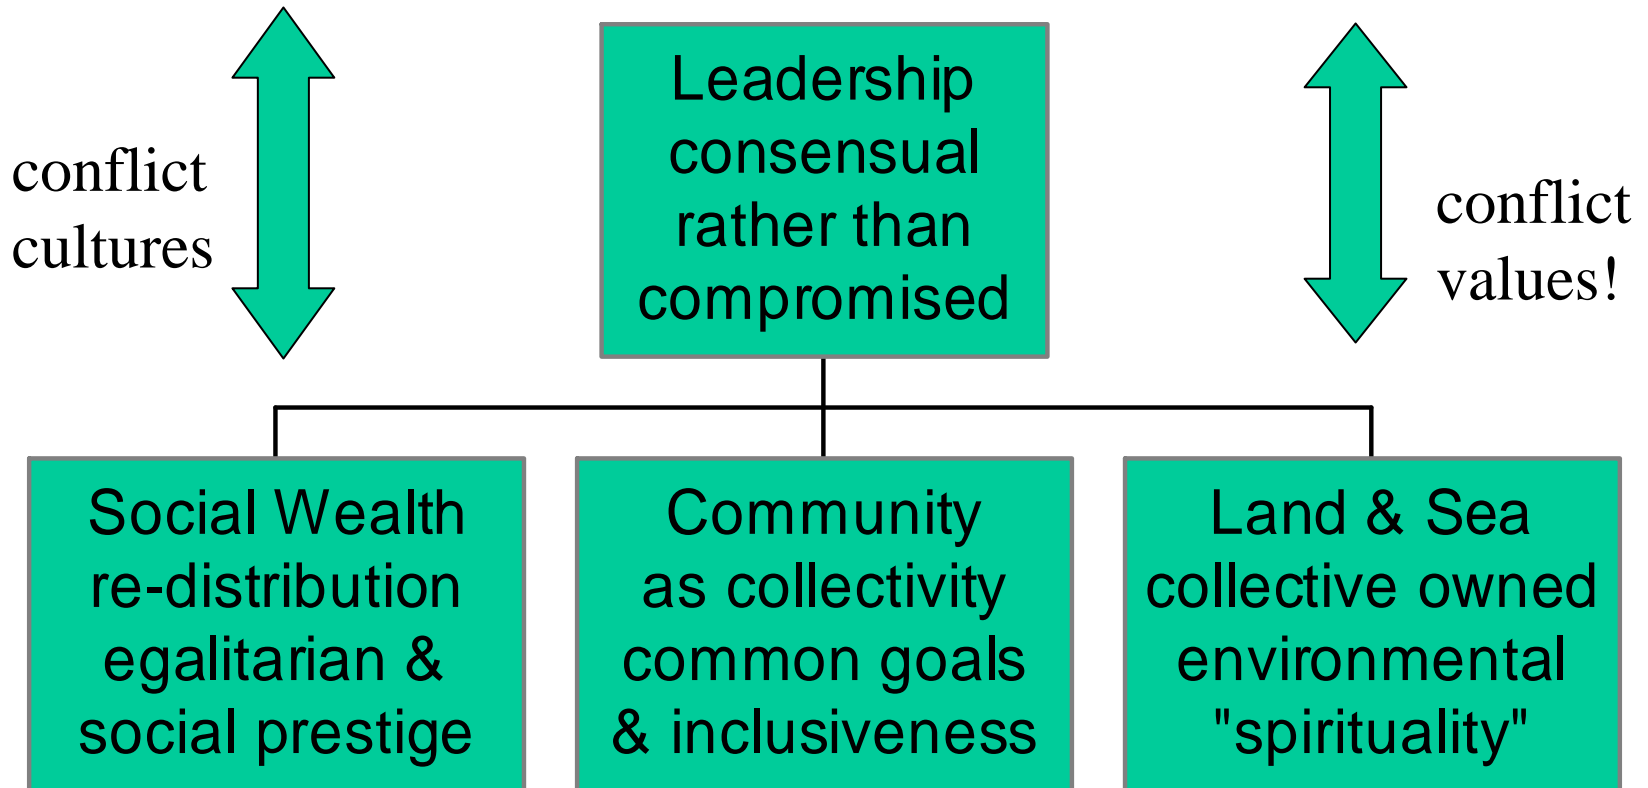 conflict
cultures
Leadership
consensual
rather than
compromised
conflict
values!
Social Wealth
re-distribution
egalitarian &
social prestige
Community
as collectivity
common goals
& inclusiveness
Land & Sea
collective owned
environmental
"spirituality"